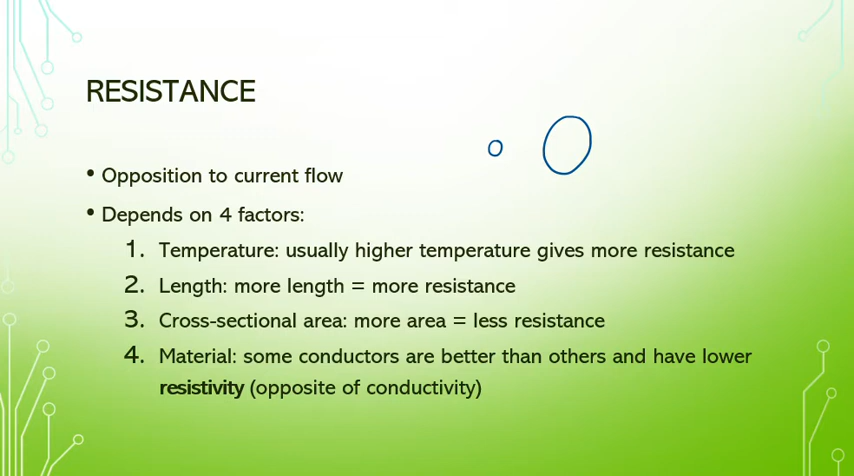 RESISTANCE
• Opposition to current flow
• Depends on 4 factors:
1. Temperature: usually higher temperature gives more resistance
2. Length: more length = more resistance
3. Cross-sectional area: more area = less resistance
4. Material: some conductors are better than others and have lower
resistivity (opposite of conductivity)